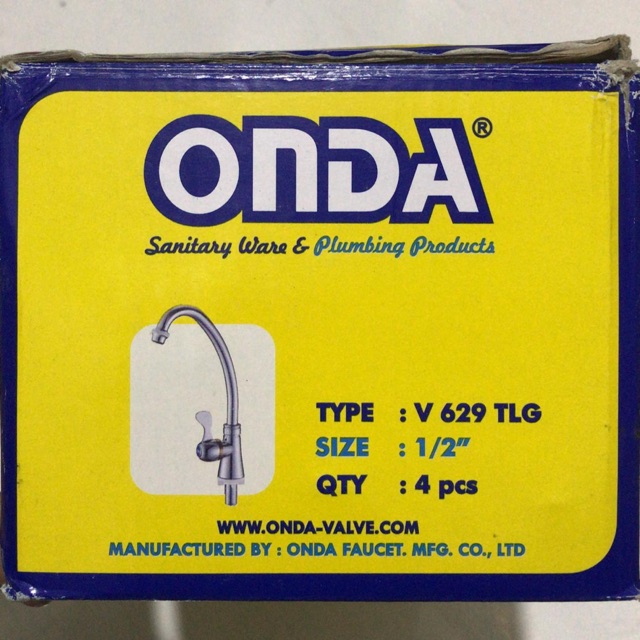 ONDA®
Sanitary Ware & Plumbing Products
TYPE : V 629 TLG
SIZE : 1/2"
QTY : 4 pcs
WWW.ONDA-VALVE.COM
MANUFACTURED BY : ONDA FAUCET. MFG. CO., LTD